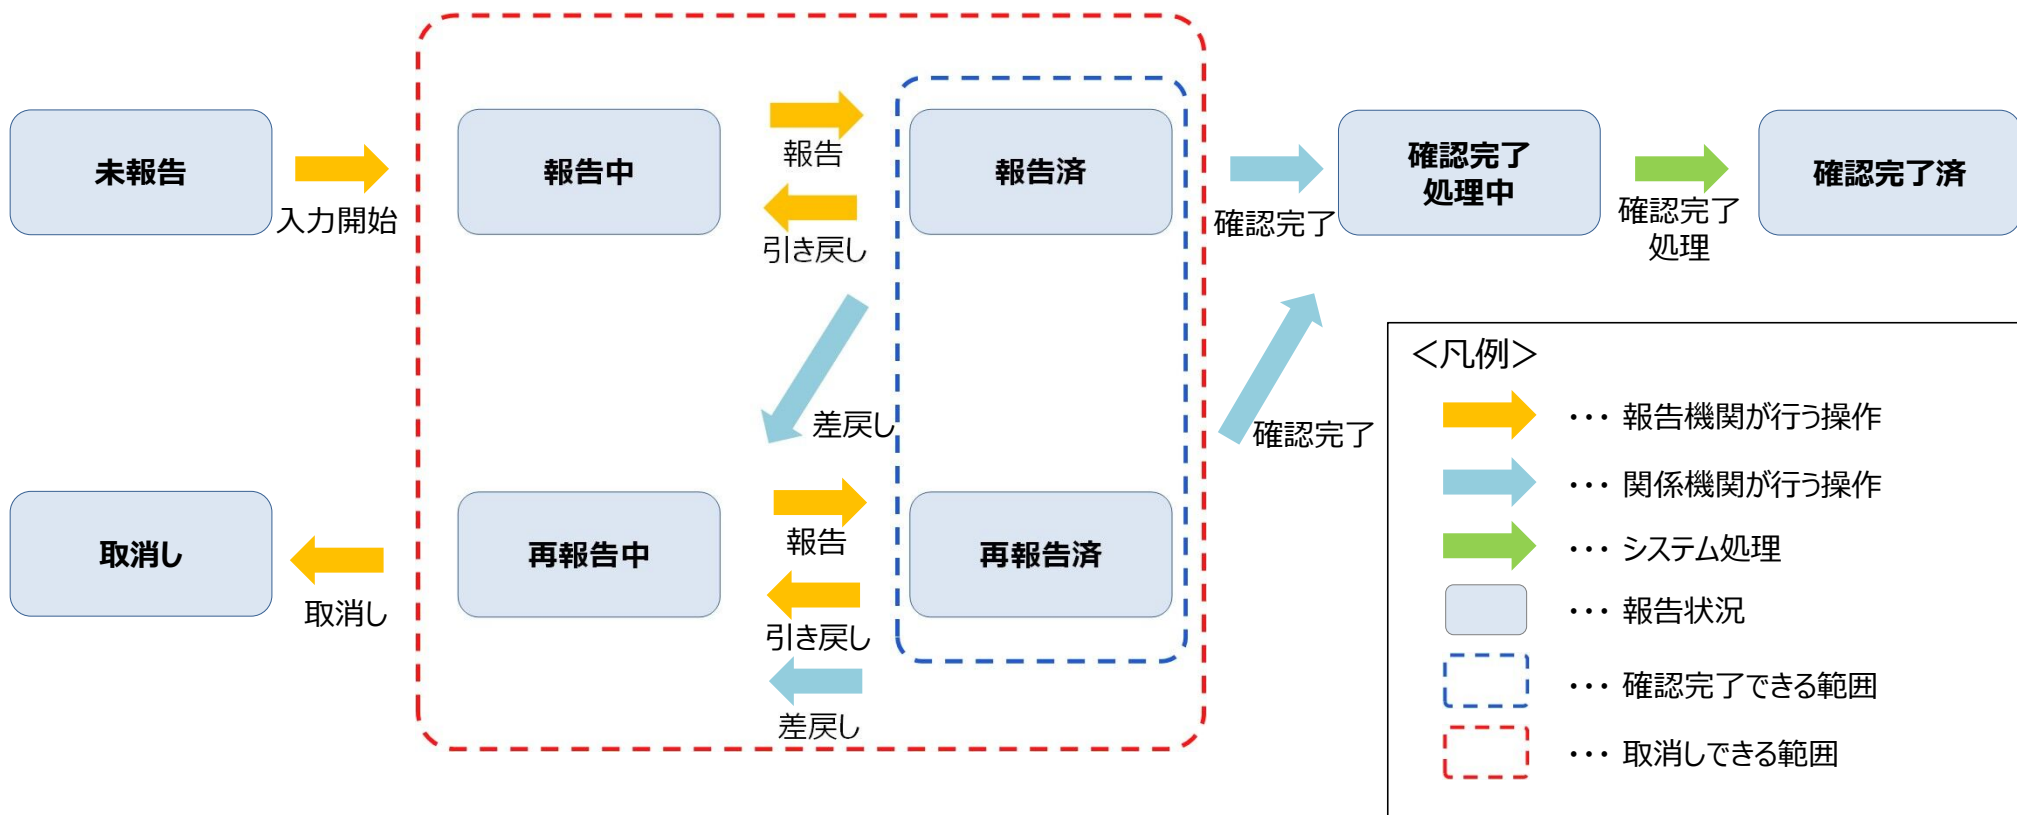 未報告
入力開始
報告中
報告
引き戻し
報告済
確認完了
確認完了
処理中
確認完了
処理
確認完了済
差戻し
確認完了
取消し
取消し
再報告中
報告
引き戻し
差戻し
再報告済
＜凡例＞
・・・ 報告機関が行う操作
・・・ 関係機関が行う操作
・・・ システム処理
・・・ 報告状況
・・・ 確認完了できる範囲
・・・ 取消しできる範囲